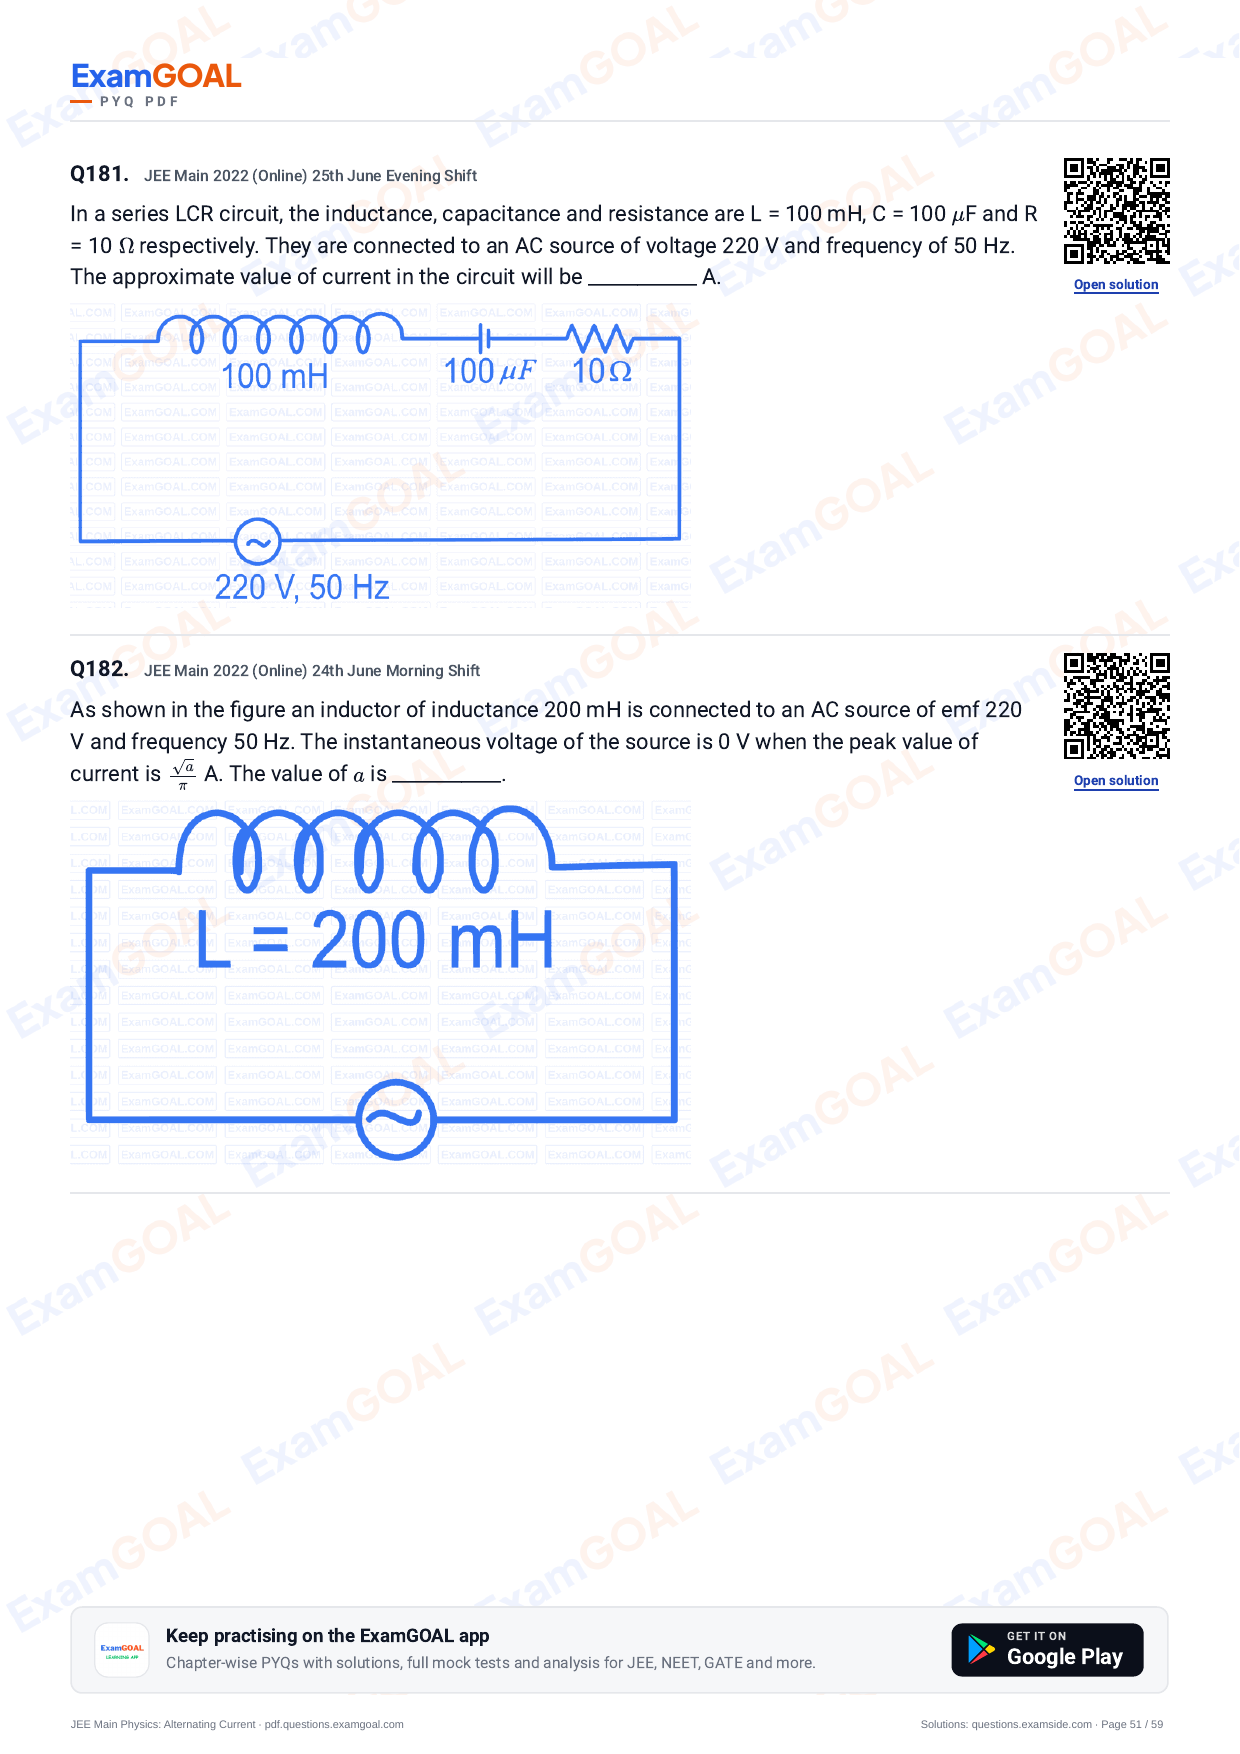 ExamGOAL
PYQ PDF
Q181. JEE Main 2022 (Online) 25th June Evening Shift
In a series LCR circuit, the inductance, capacitance and resistance are L = 100 mH, C = 100 μF and R
= 10 Ω respectively. They are connected to an AC source of voltage 220 V and frequency of 50 Hz.
The approximate value of current in the circuit will be __________ A.
Open solution
100 mH 100 μF 10Ω
220 V, 50 Hz
Q182. JEE Main 2022 (Online) 24th June Morning Shift
As shown in the figure an inductor of inductance 200 mH is connected to an AC source of emf 220
V and frequency 50 Hz. The instantaneous voltage of the source is 0 V when the peak value of
current is √a/π A. The value of a is __________.
Open solution
L = 200 mH
Keep practising on the ExamGOAL app
Chapter-wise PYQs with solutions, full mock tests and analysis for JEE, NEET, GATE and more.
ExamGOAL
LEARNING APP
GET IT ON
Google Play
JEE Main Physics: Alternating Current · pdf.questions.examgoal.com
Solutions: questions.examside.com · Page 51 / 59